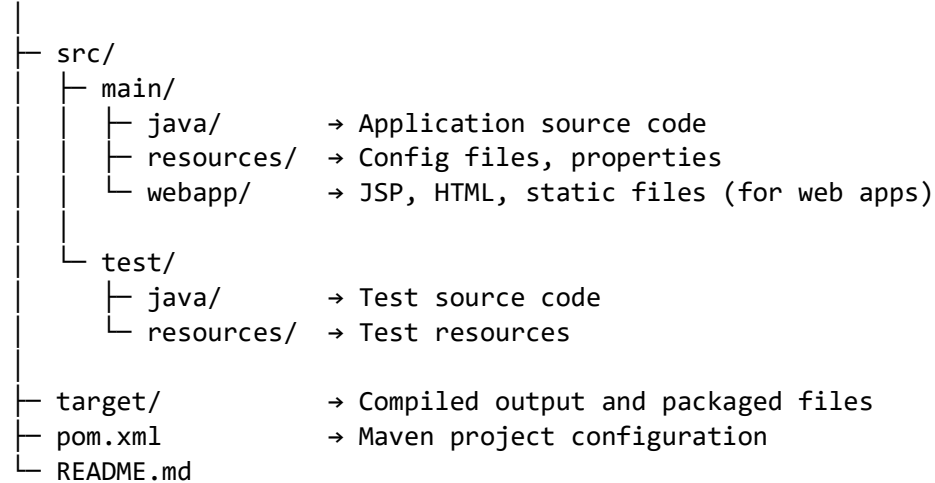 │
├─ src/
│   ├─ main/
│   │   ├─ java/       → Application source code
│   │   ├─ resources/  → Config files, properties
│   │   └─ webapp/     → JSP, HTML, static files (for web apps)
│   │
│   └─ test/
│       ├─ java/       → Test source code
│       └─ resources/  → Test resources
│
├─ target/             → Compiled output and packaged files
├─ pom.xml             → Maven project configuration
└─ README.md